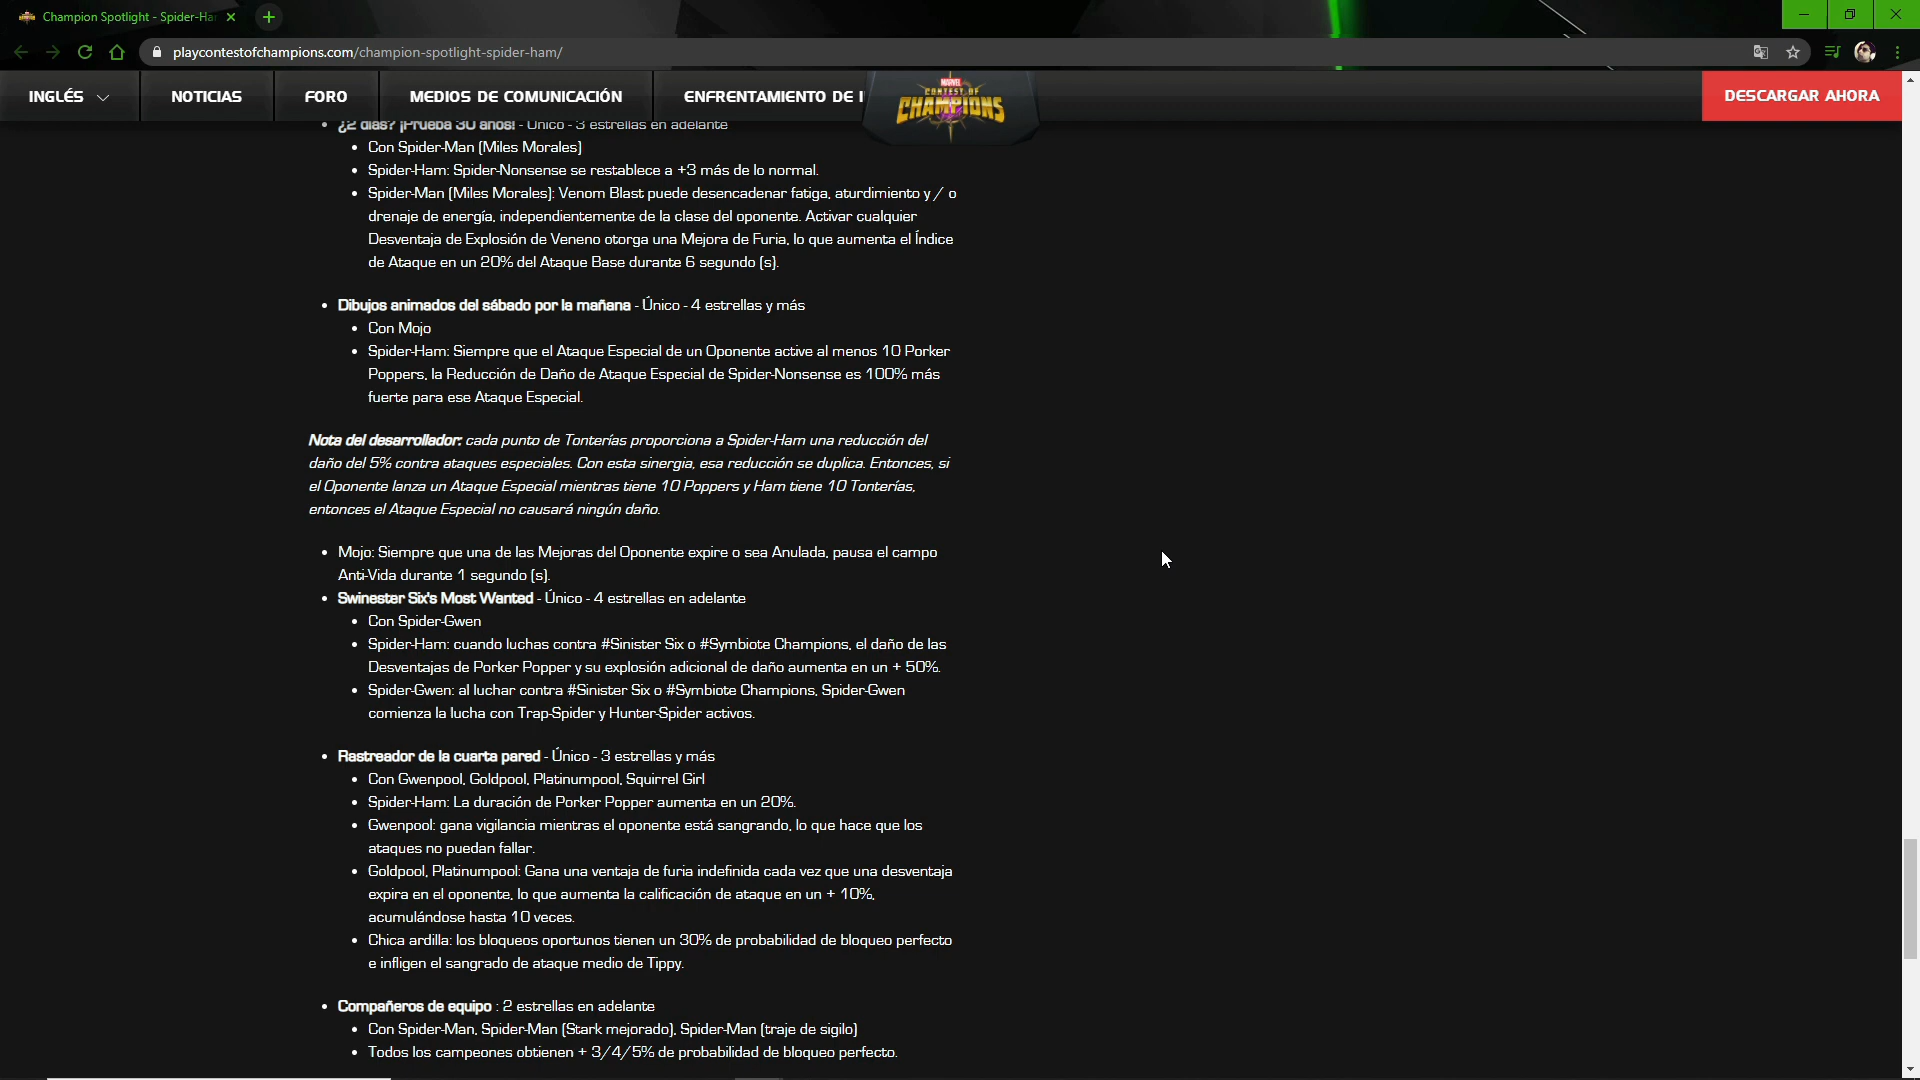 Champion Spotlight - Spider-Ha
playcontestofchampions.com/champion-spotlight-spider-ham/
INGLÉS
NOTICIAS
FORO
MEDIOS DE COMUNICACIÓN
ENFRENTAMIENTO DE I
MARVEL
CONTEST OF
CHAMPIONS
DESCARGAR AHORA
• ¿2 días? ¡Prueba 30 años! - Único - 3 estrellas en adelante
• Con Spider-Man (Miles Morales)
• Spider-Ham: Spider-Nonsense se restablece a +3 más de lo normal.
• Spider-Man (Miles Morales): Venom Blast puede desencadenar fatiga, aturdimiento y / o
drenaje de energía, independientemente de la clase del oponente. Activar cualquier
Desventaja de Explosión de Veneno otorga una Mejora de Furia, lo que aumenta el Índice
de Ataque en un 20% del Ataque Base durante 6 segundo (s).
• Dibujos animados del sábado por la mañana - Único - 4 estrellas y más
• Con Mojo
• Spider-Ham: Siempre que el Ataque Especial de un Oponente active al menos 10 Porker
Poppers, la Reducción de Daño de Ataque Especial de Spider-Nonsense es 100% más
fuerte para ese Ataque Especial.
Nota del desarrollador: cada punto de Tonterías proporciona a Spider-Ham una reducción del
daño del 5% contra ataques especiales. Con esta sinergia, esa reducción se duplica. Entonces, si
el Oponente lanza un Ataque Especial mientras tiene 10 Poppers y Ham tiene 10 Tonterías,
entonces el Ataque Especial no causará ningún daño.
• Mojo: Siempre que una de las Mejoras del Oponente expire o sea Anulada, pausa el campo
Anti-Vida durante 1 segundo (s).
• Swinester Six's Most Wanted - Único - 4 estrellas en adelante
• Con Spider-Gwen
• Spider-Ham: cuando luchas contra #Sinister Six o #Symbiote Champions, el daño de las
Desventajas de Porker Popper y su explosión adicional de daño aumenta en un + 50%.
• Spider-Gwen: al luchar contra #Sinister Six o #Symbiote Champions, Spider-Gwen
comienza la lucha con Trap-Spider y Hunter-Spider activos.
• Rastreador de la cuarta pared - Único - 3 estrellas y más
• Con Gwenpool, Goldpool, Platinumpool, Squirrel Girl
• Spider-Ham: La duración de Porker Popper aumenta en un 20%.
• Gwenpool: gana vigilancia mientras el oponente está sangrando, lo que hace que los
ataques no puedan fallar.
• Goldpool, Platinumpool: Gana una ventaja de furia indefinida cada vez que una desventaja
expira en el oponente, lo que aumenta la calificación de ataque en un + 10%,
acumulándose hasta 10 veces.
• Chica ardilla: los bloqueos oportunos tienen un 30% de probabilidad de bloqueo perfecto
e infligen el sangrado de ataque medio de Tippy.
• Compañeros de equipo : 2 estrellas en adelante
• Con Spider-Man, Spider-Man (Stark mejorado), Spider-Man (traje de sigilo)
• Todos los campeones obtienen + 3/4/5% de probabilidad de bloqueo perfecto.